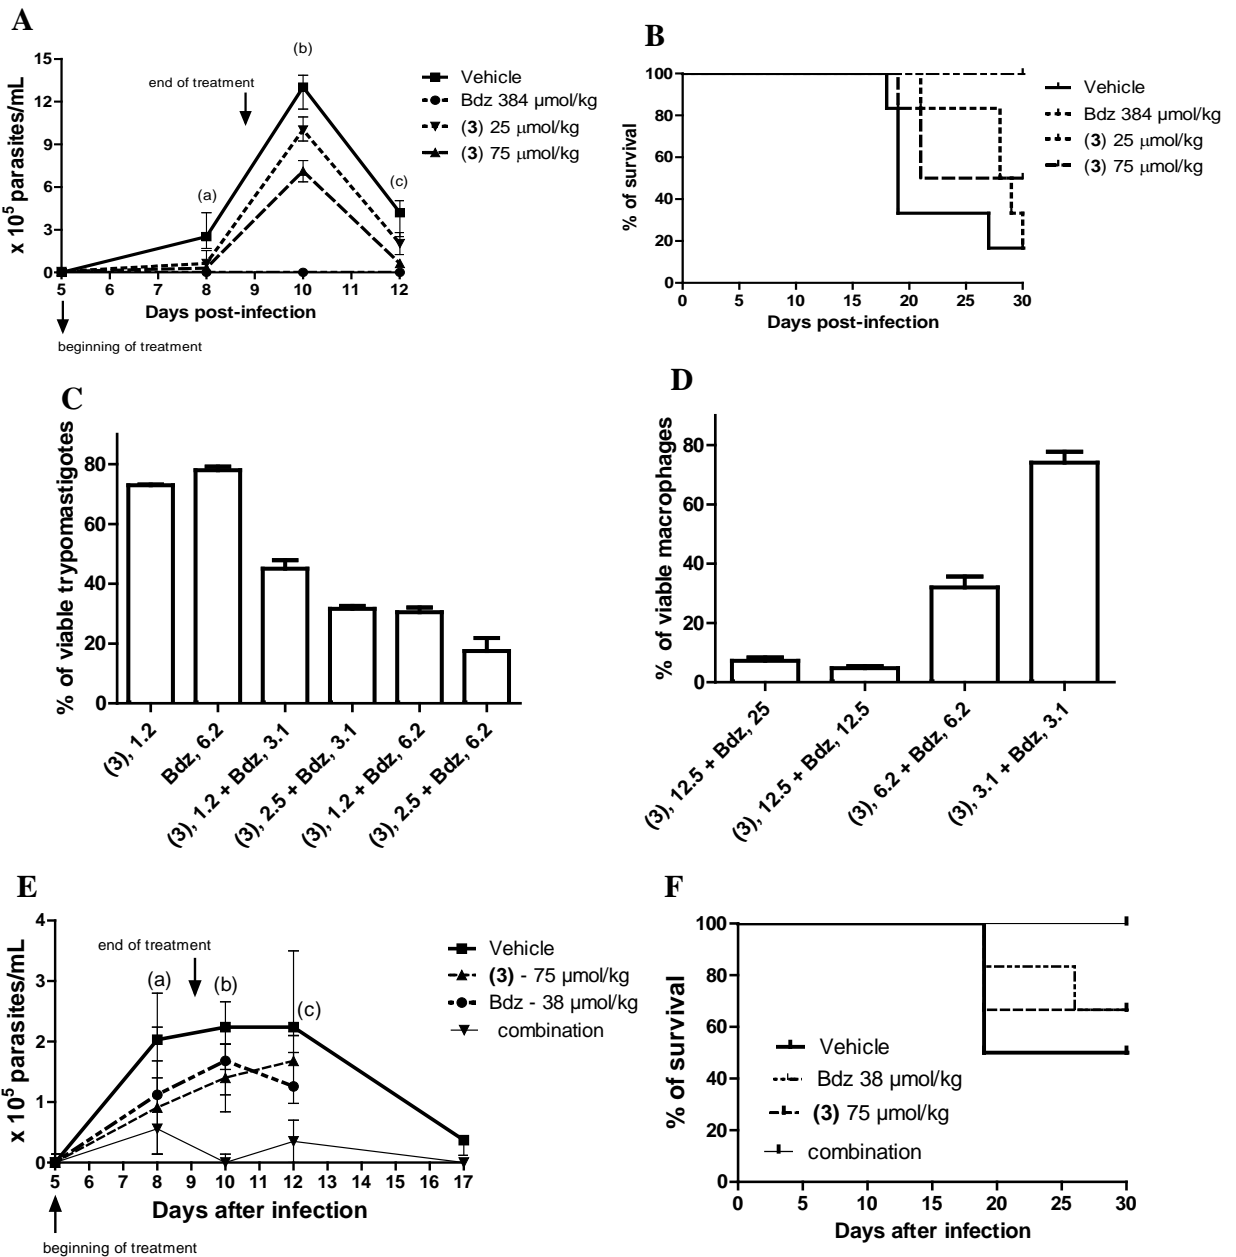 A
15
12
9
6
3
0
x 10⁵ parasites/mL
end of treatment
(a)
(b)
(c)
Vehicle
Bdz 384 µmol/kg
(3) 25 µmol/kg
(3) 75 µmol/kg
5 6 7 8 9 10 11 12
Days post-infection
beginning of treatment
B
100
80
60
40
20
0
% of survival
Vehicle
Bdz 384 µmol/kg
(3) 25 µmol/kg
(3) 75 µmol/kg
0 5 10 15 20 25 30
Days post-infection
C
80
60
40
20
0
% of viable trypomastigotes
(3), 1.2
Bdz, 6.2
(3), 1.2 + Bdz, 3.1
(3), 2.5 + Bdz, 3.1
(3), 1.2 + Bdz, 6.2
(3), 2.5 + Bdz, 6.2
D
80
60
40
20
0
% of viable macrophages
(3), 12.5 + Bdz, 25
(3), 12.5 + Bdz, 12.5
(3), 6.2 + Bdz, 6.2
(3), 3.1 + Bdz, 3.1
E
4
3
2
1
0
x 10⁵ parasites/mL
end of treatment
(a)
(b)
(c)
Vehicle
(3) - 75 µmol/kg
Bdz - 38 µmol/kg
combination
5 6 7 8 9 10 11 12 13 14 15 16 17
Days after infection
beginning of treatment
F
100
80
60
40
20
0
% of survival
Vehicle
Bdz 38 µmol/kg
(3) 75 µmol/kg
combination
0 5 10 15 20 25 30
Days after infection